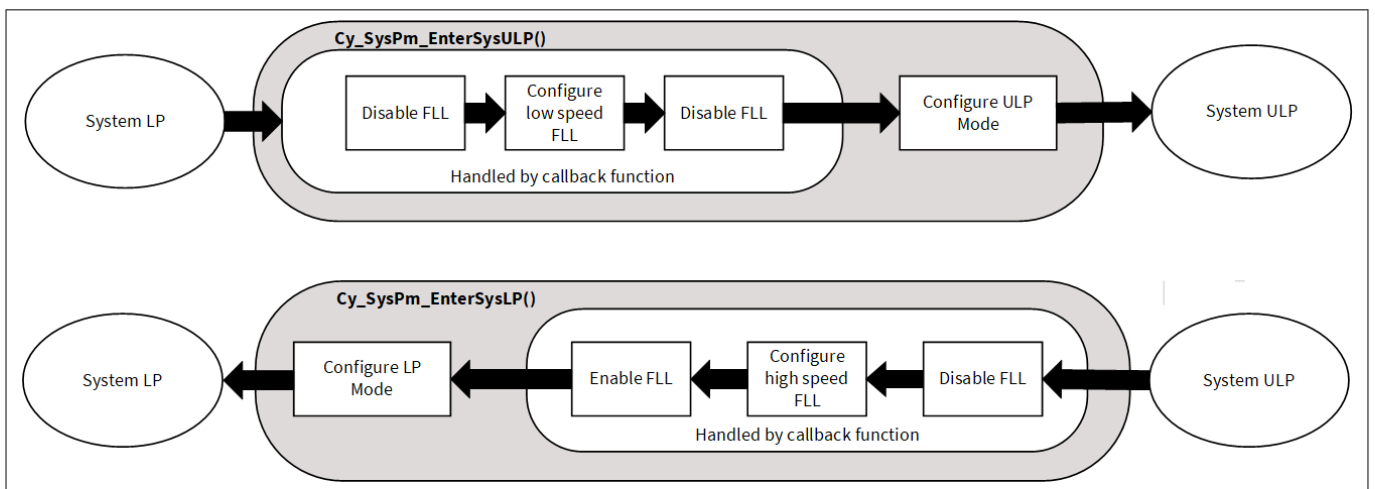 Cy_SysPm_EnterSysULP()
System LP
Disable FLL
Configure
low speed
FLL
Disable FLL
Configure ULP
Mode
System ULP
Handled by callback function
Cy_SysPm_EnterSysLP()
System LP
Configure LP
Mode
Enable FLL
Configure
high speed
FLL
Disable FLL
System ULP
Handled by callback function